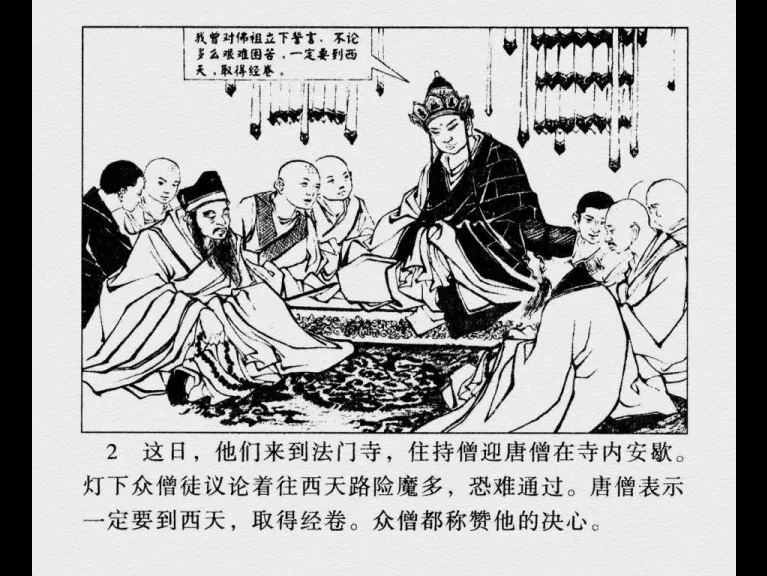 我曾对佛祖立下誓言、不论
多么艰难困苦，一定要到西
天，取得经卷。
2 这日，他们来到法门寺，住持僧迎唐僧在寺内安歇。
灯下众僧徒议论着往西天路险魔多，恐难通过。唐僧表示
一定要到西天，取得经卷。众僧都称赞他的决心。